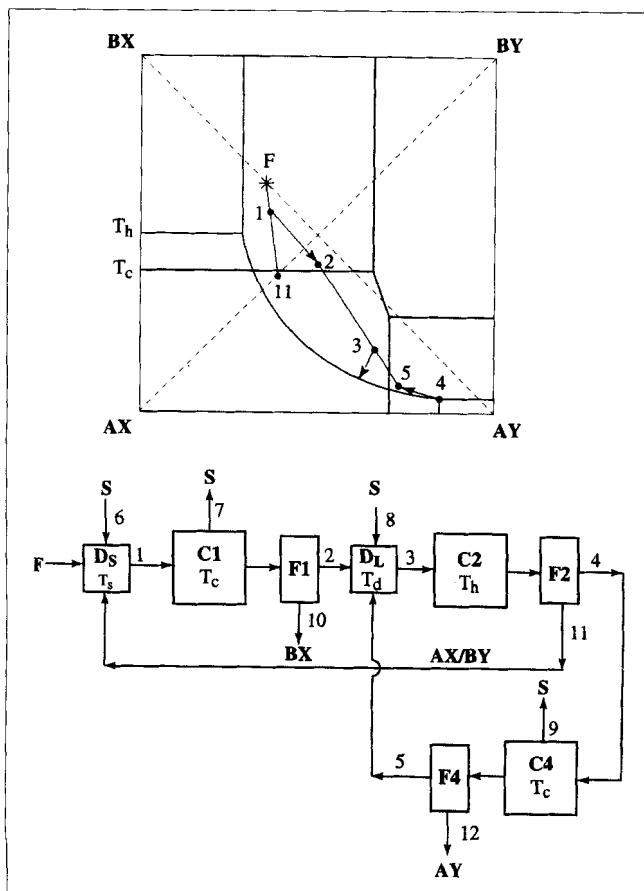 BX
BY
F
1
T_h
T_c
2
11
3
5
4
AX
AY
S
S
S
6
7
8
F
D_S
T_s
1
C1
T_c
F1
2
D_L
T_d
3
C2
T_h
F2
4
10
11
BX
AX/BY
S
9
5
F4
C4
T_c
12
AY